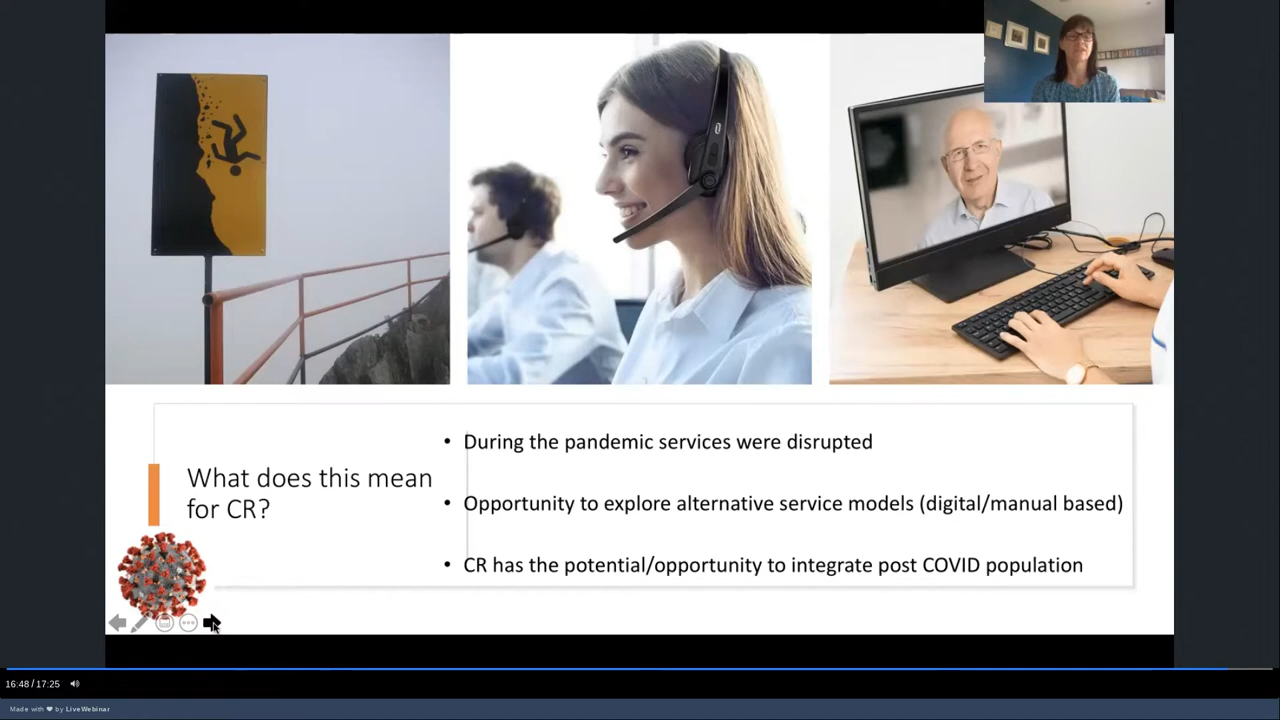 What does this mean
for CR?
• During the pandemic services were disrupted
• Opportunity to explore alternative service models (digital/manual based)
• CR has the potential/opportunity to integrate post COVID population
16:48 / 17:25
Made with ❤ by LiveWebinar